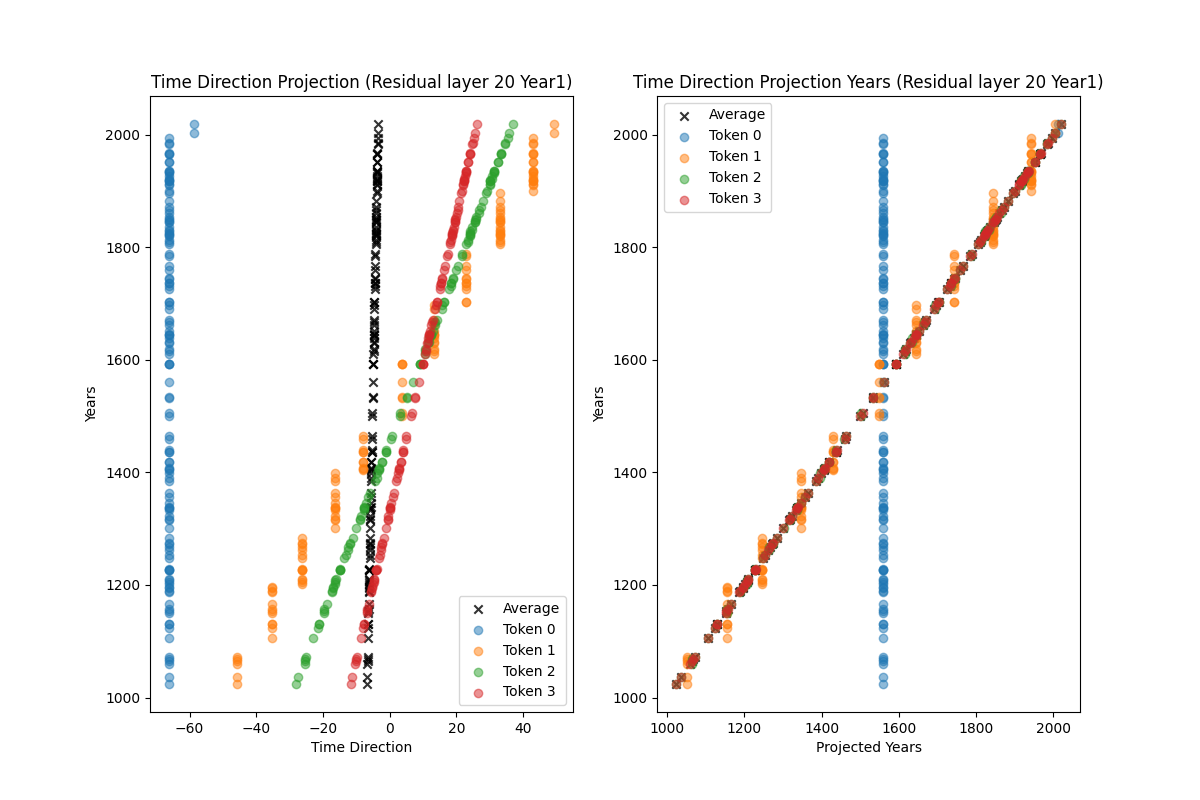 Time Direction Projection (Residual layer 20 Year1)
Years
2000
1800
1600
1400
1200
1000
−60
−40
−20
0
20
40
Time Direction
Average
Token 0
Token 1
Token 2
Token 3
Time Direction Projection Years (Residual layer 20 Year1)
Average
Token 0
Token 1
Token 2
Token 3
Years
2000
1800
1600
1400
1200
1000
1000
1200
1400
1600
1800
2000
Projected Years